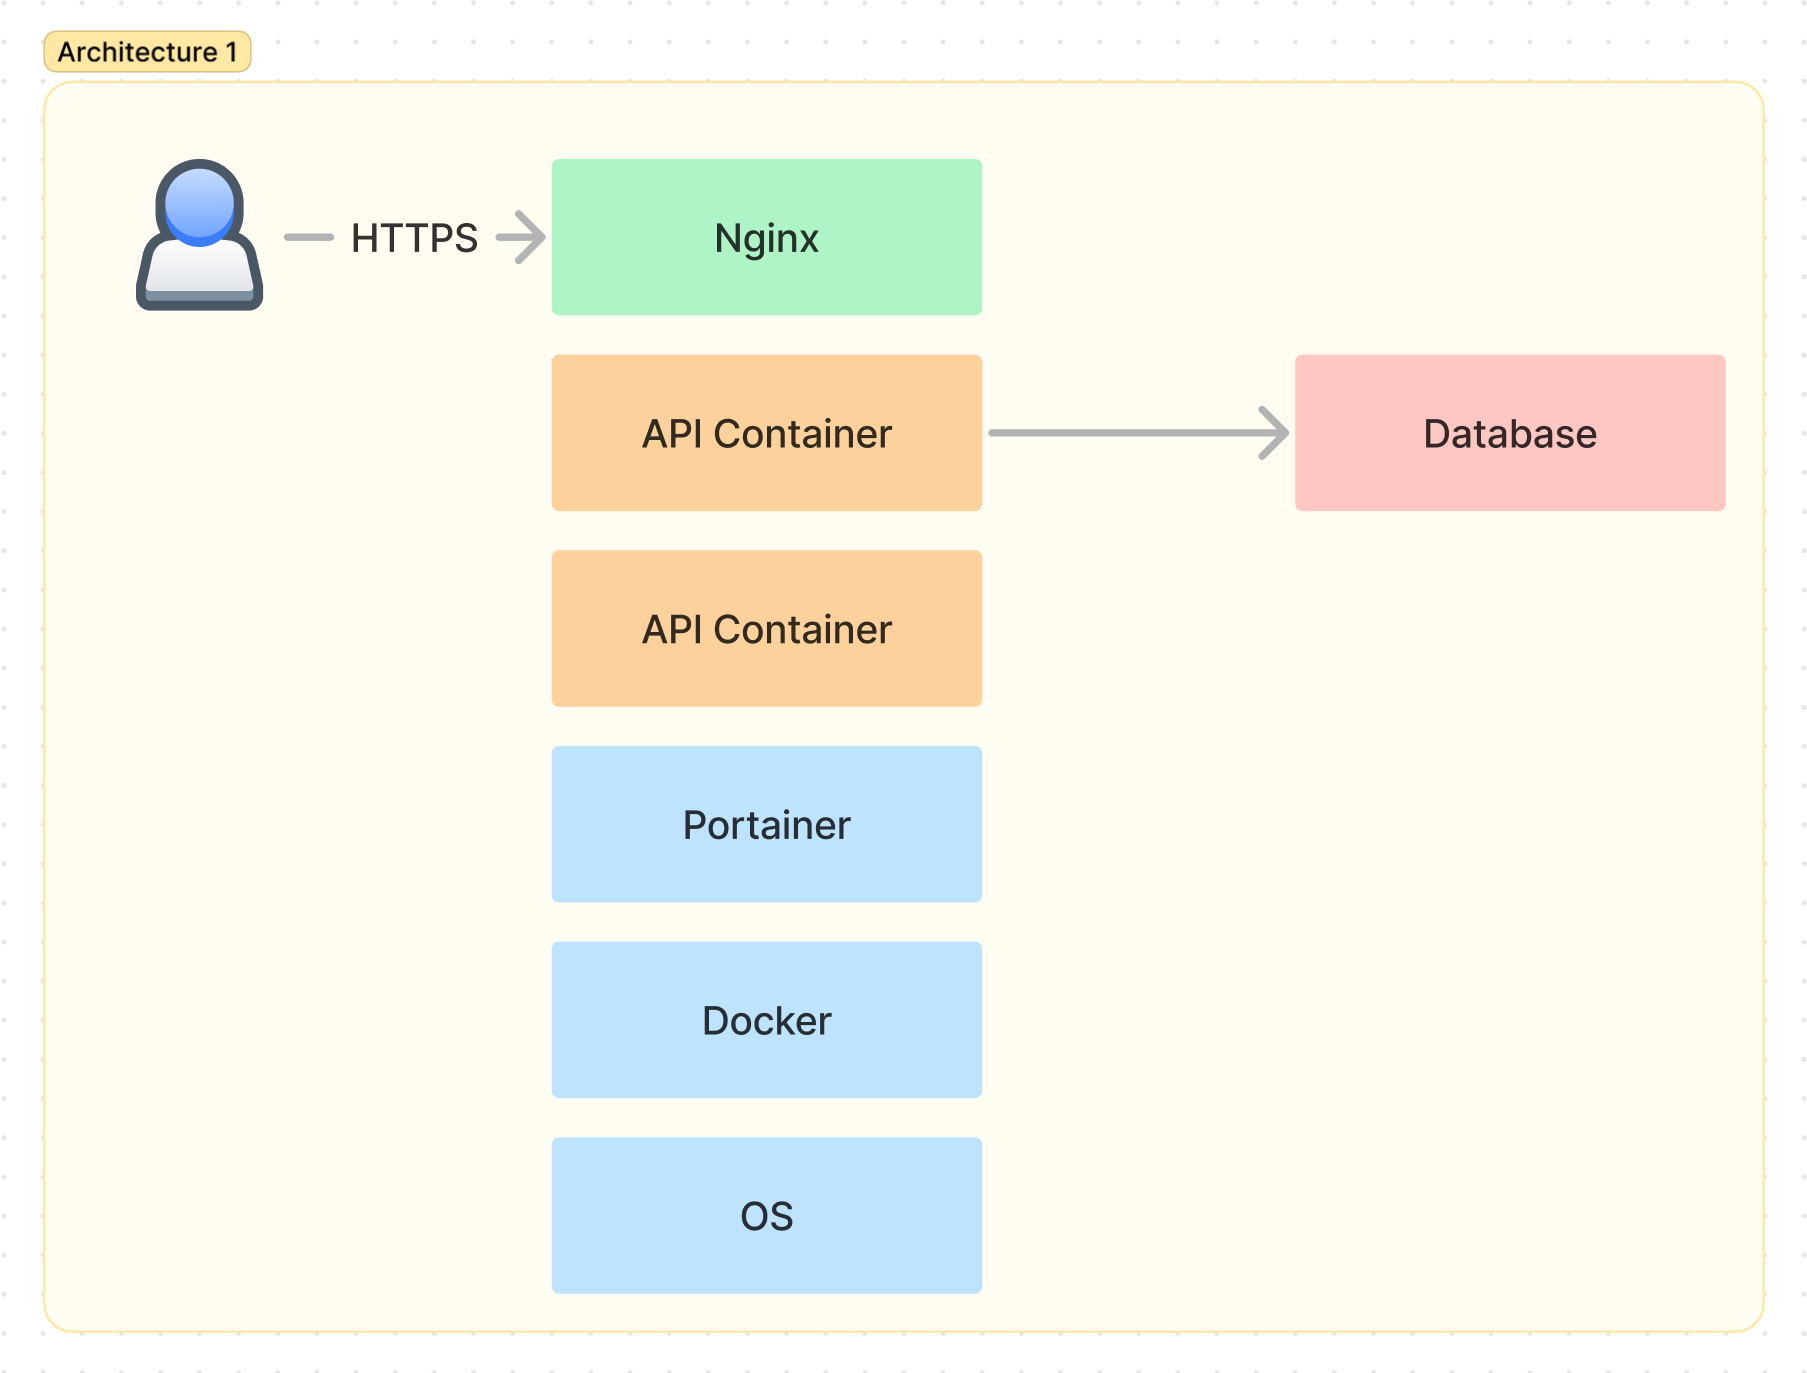 Architecture 1
HTTPS
Nginx
API Container
Database
API Container
Portainer
Docker
OS